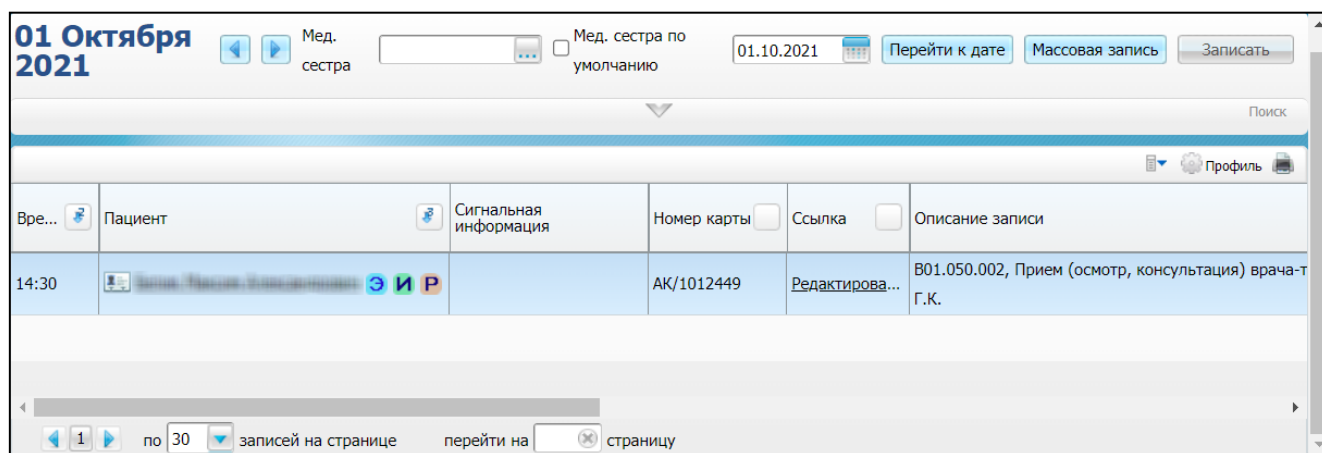 01 Октября
2021
Мед.
сестра
...
Мед. сестра по
умолчанию
01.10.2021
Перейти к дате
Массовая запись
Записать
Поиск
Профиль
Вре...
Пациент
Сигнальная
информация
Номер карты
Ссылка
Описание записи
14:30
Э И Р
АК/1012449
Редактирова...
В01.050.002, Прием (осмотр, консультация) врача-т
Г.К.
1 по 30 записей на странице перейти на страницу